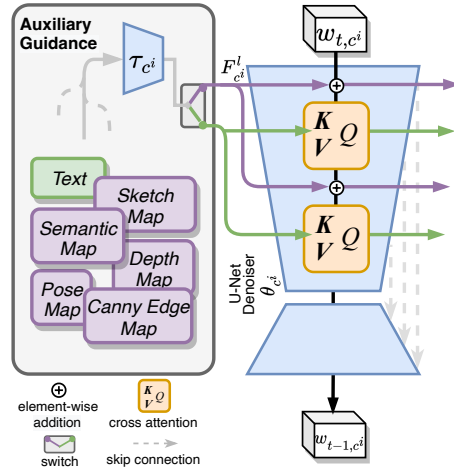 Auxiliary
Guidance
τ_{c^i}
F^l_{c^i}
w_{t,c^i}
K
V Q
K
V Q
Text
Sketch
Map
Semantic
Map
Depth
Map
Pose
Map
Canny Edge
Map
U-Net
Denoiser
θ_{c^i}
element-wise
addition
K
V Q
cross attention
switch
skip connection
w_{t-1,c^i}